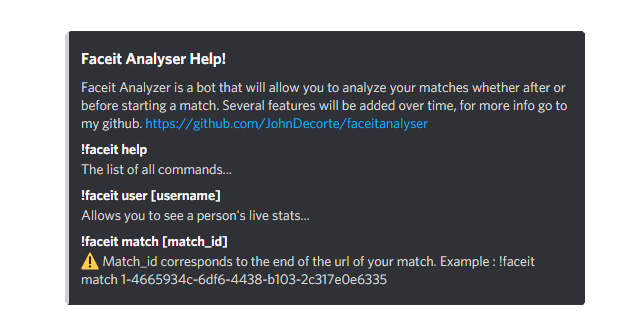 Faceit Analyser Help!
Faceit Analyzer is a bot that will allow you to analyze your matches whether after or
before starting a match. Several features will be added over time, for more info go to
my github. https://github.com/JohnDecorte/faceitanalyser
!faceit help
The list of all commands...
!faceit user [username]
Allows you to see a person's live stats...
!faceit match [match_id]
⚠️ Match_id corresponds to the end of the url of your match. Example : !faceit
match 1-4665934c-6df6-4438-b103-2c317e0e6335